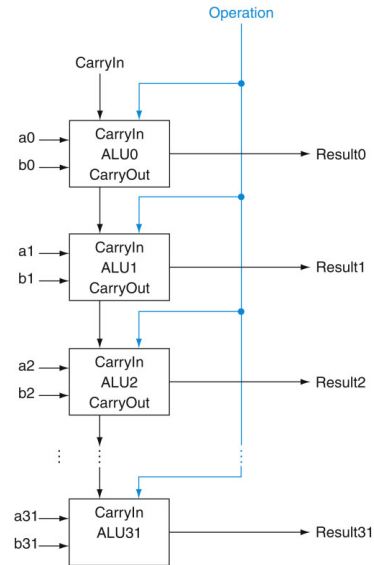 Operation
CarryIn
a0
b0
CarryIn
ALU0
CarryOut
Result0
a1
b1
CarryIn
ALU1
CarryOut
Result1
a2
b2
CarryIn
ALU2
CarryOut
Result2
a31
b31
CarryIn
ALU31
Result31